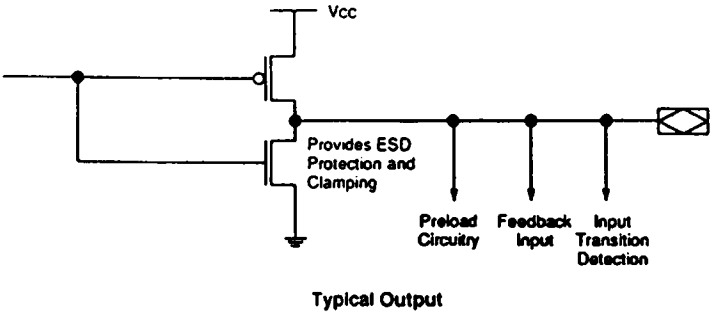 Vcc
Provides ESD
Protection and
Clamping
Preload
Circuitry
Feedback
Input
Input
Transition
Detection
Typical Output